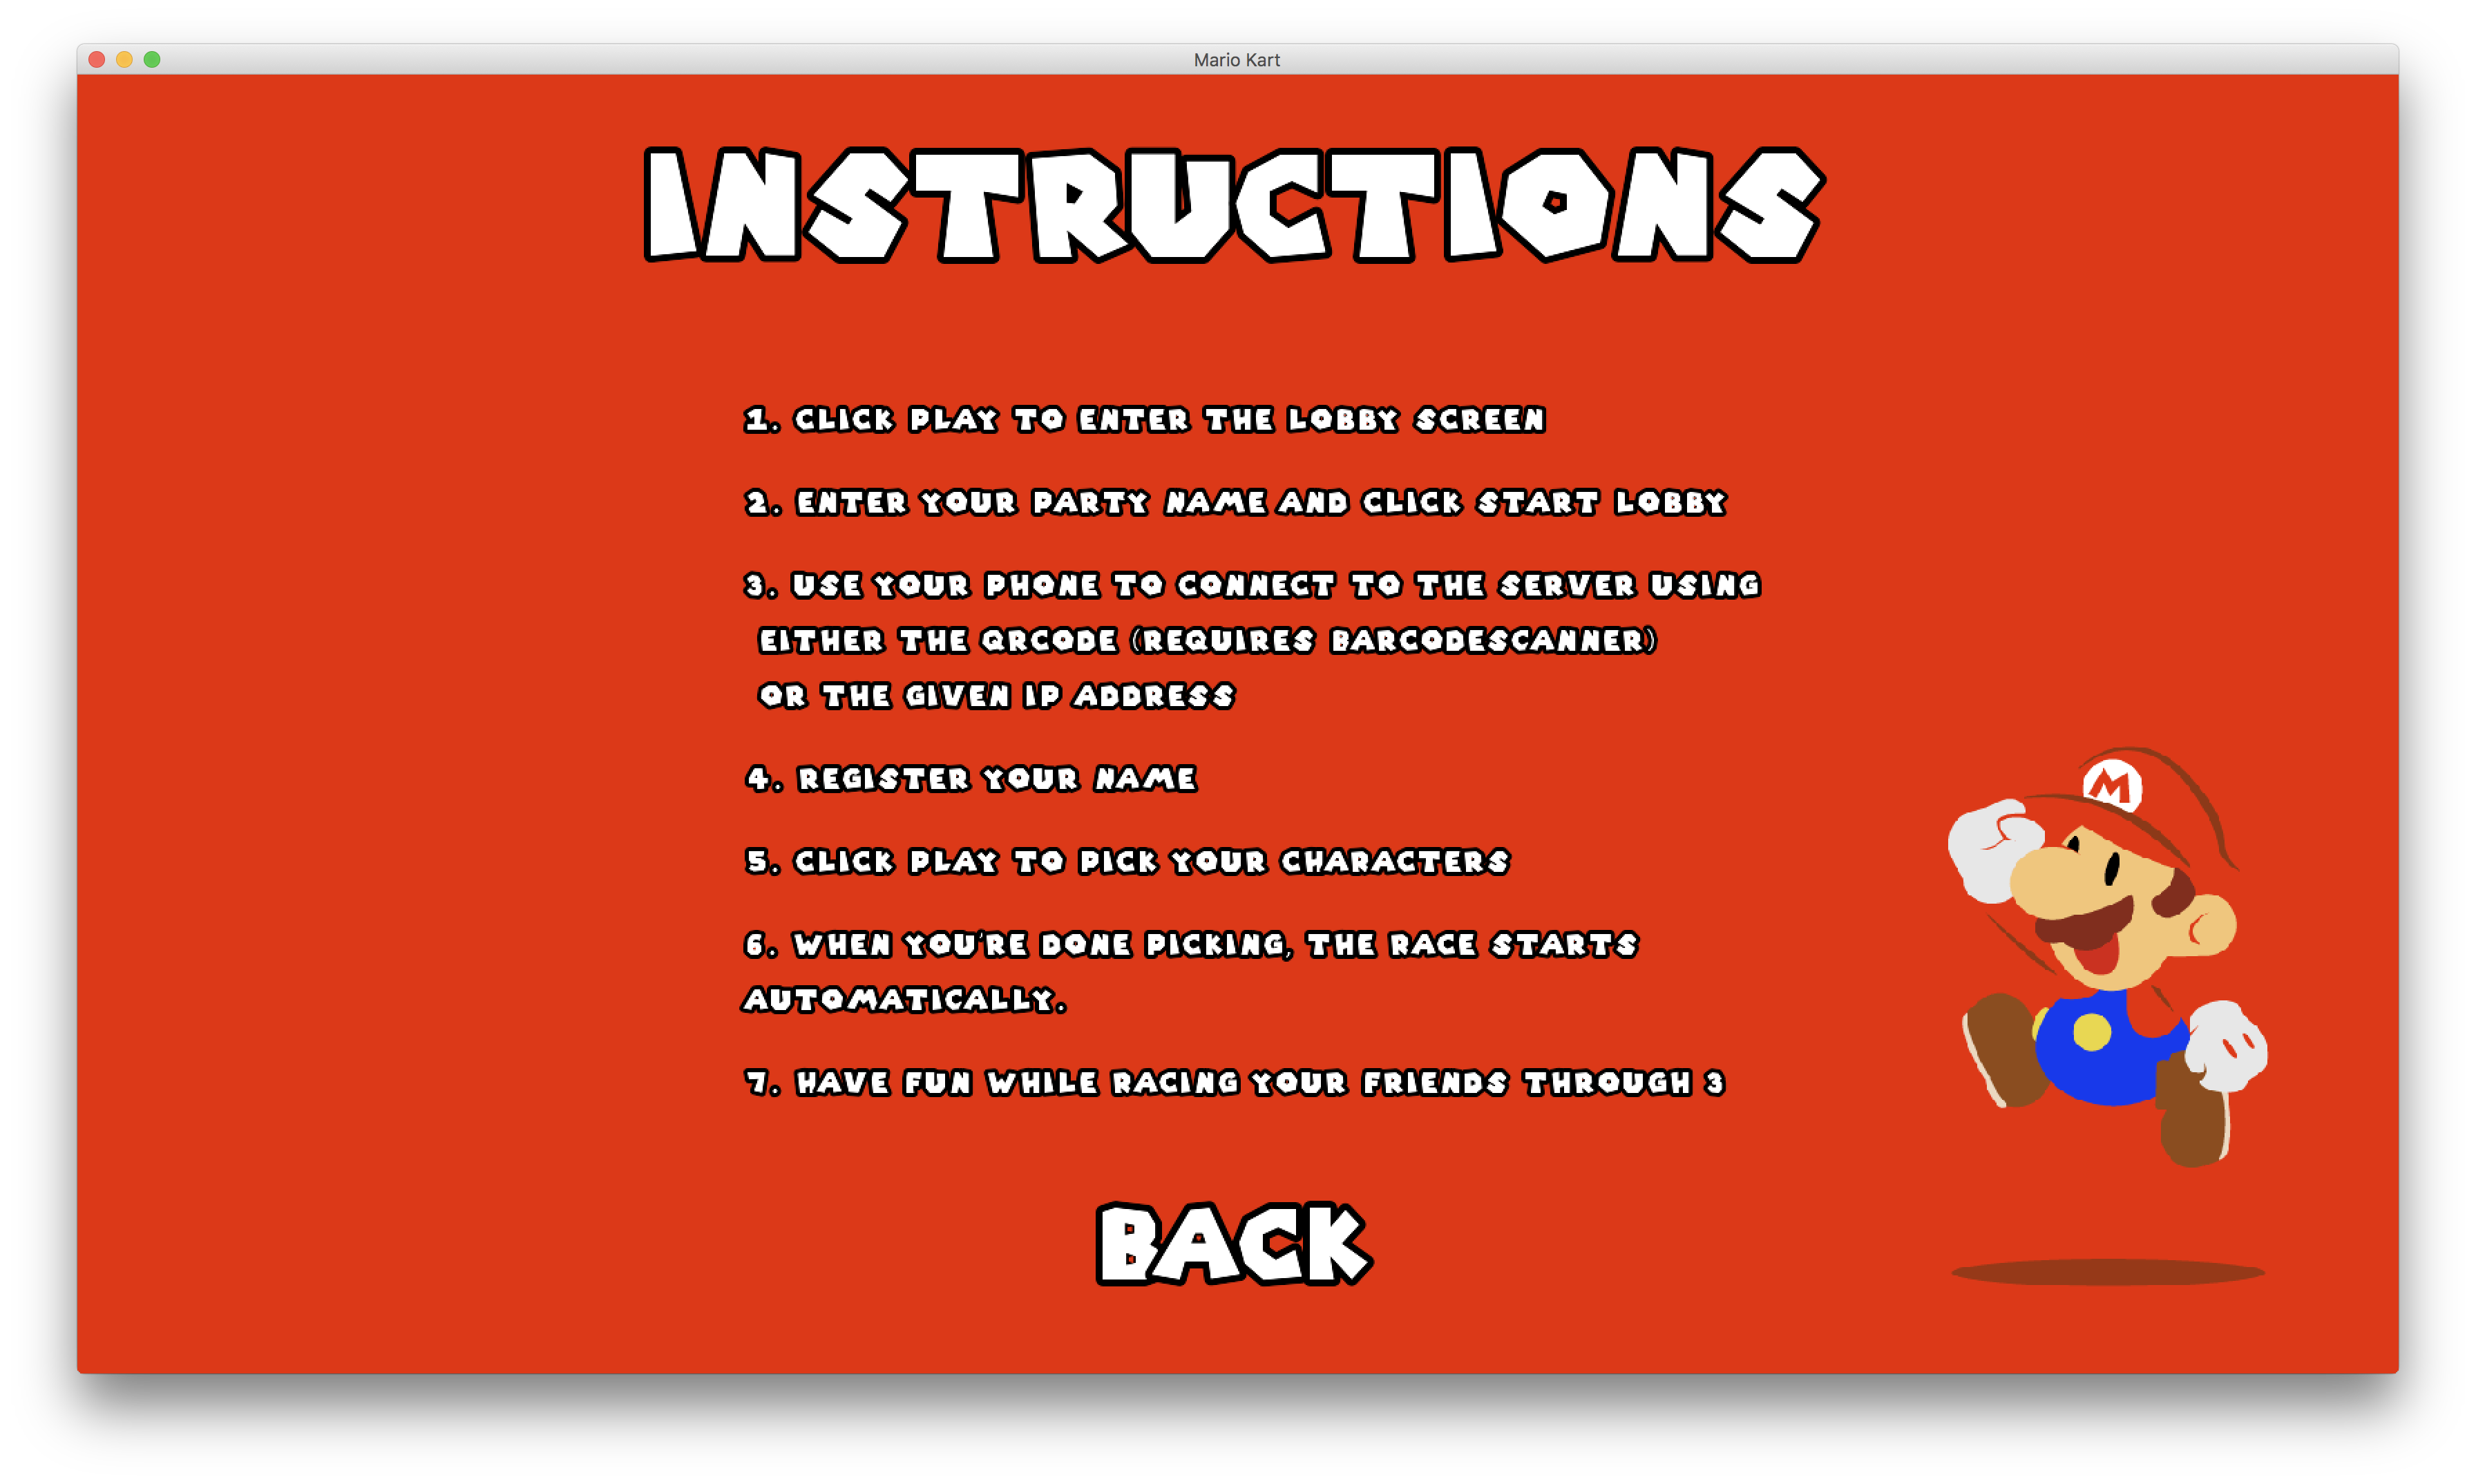 Mario Kart
INSTRUCTIONS
1. CLICK PLAY TO ENTER THE LOBBY SCREEN
2. ENTER YOUR PARTY NAME AND CLICK START LOBBY
3. USE YOUR PHONE TO CONNECT TO THE SERVER USING
EITHER THE QRCODE (REQUIRES BARCODESCANNER)
OR THE GIVEN IP ADDRESS
4. REGISTER YOUR NAME
5. CLICK PLAY TO PICK YOUR CHARACTERS
6. WHEN YOU'RE DONE PICKING, THE RACE STARTS
AUTOMATICALLY.
7. HAVE FUN WHILE RACING YOUR FRIENDS THROUGH 3
M
BACK